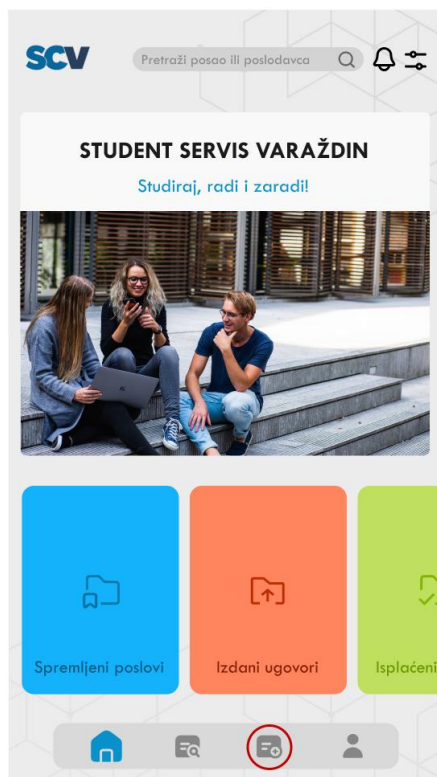 SCV
Pretraži posao ili poslodavca
STUDENT SERVIS VARAŽDIN
Studiraj, radi i zaradi!
Spremljeni poslovi
Izdani ugovori
Isplaćeni